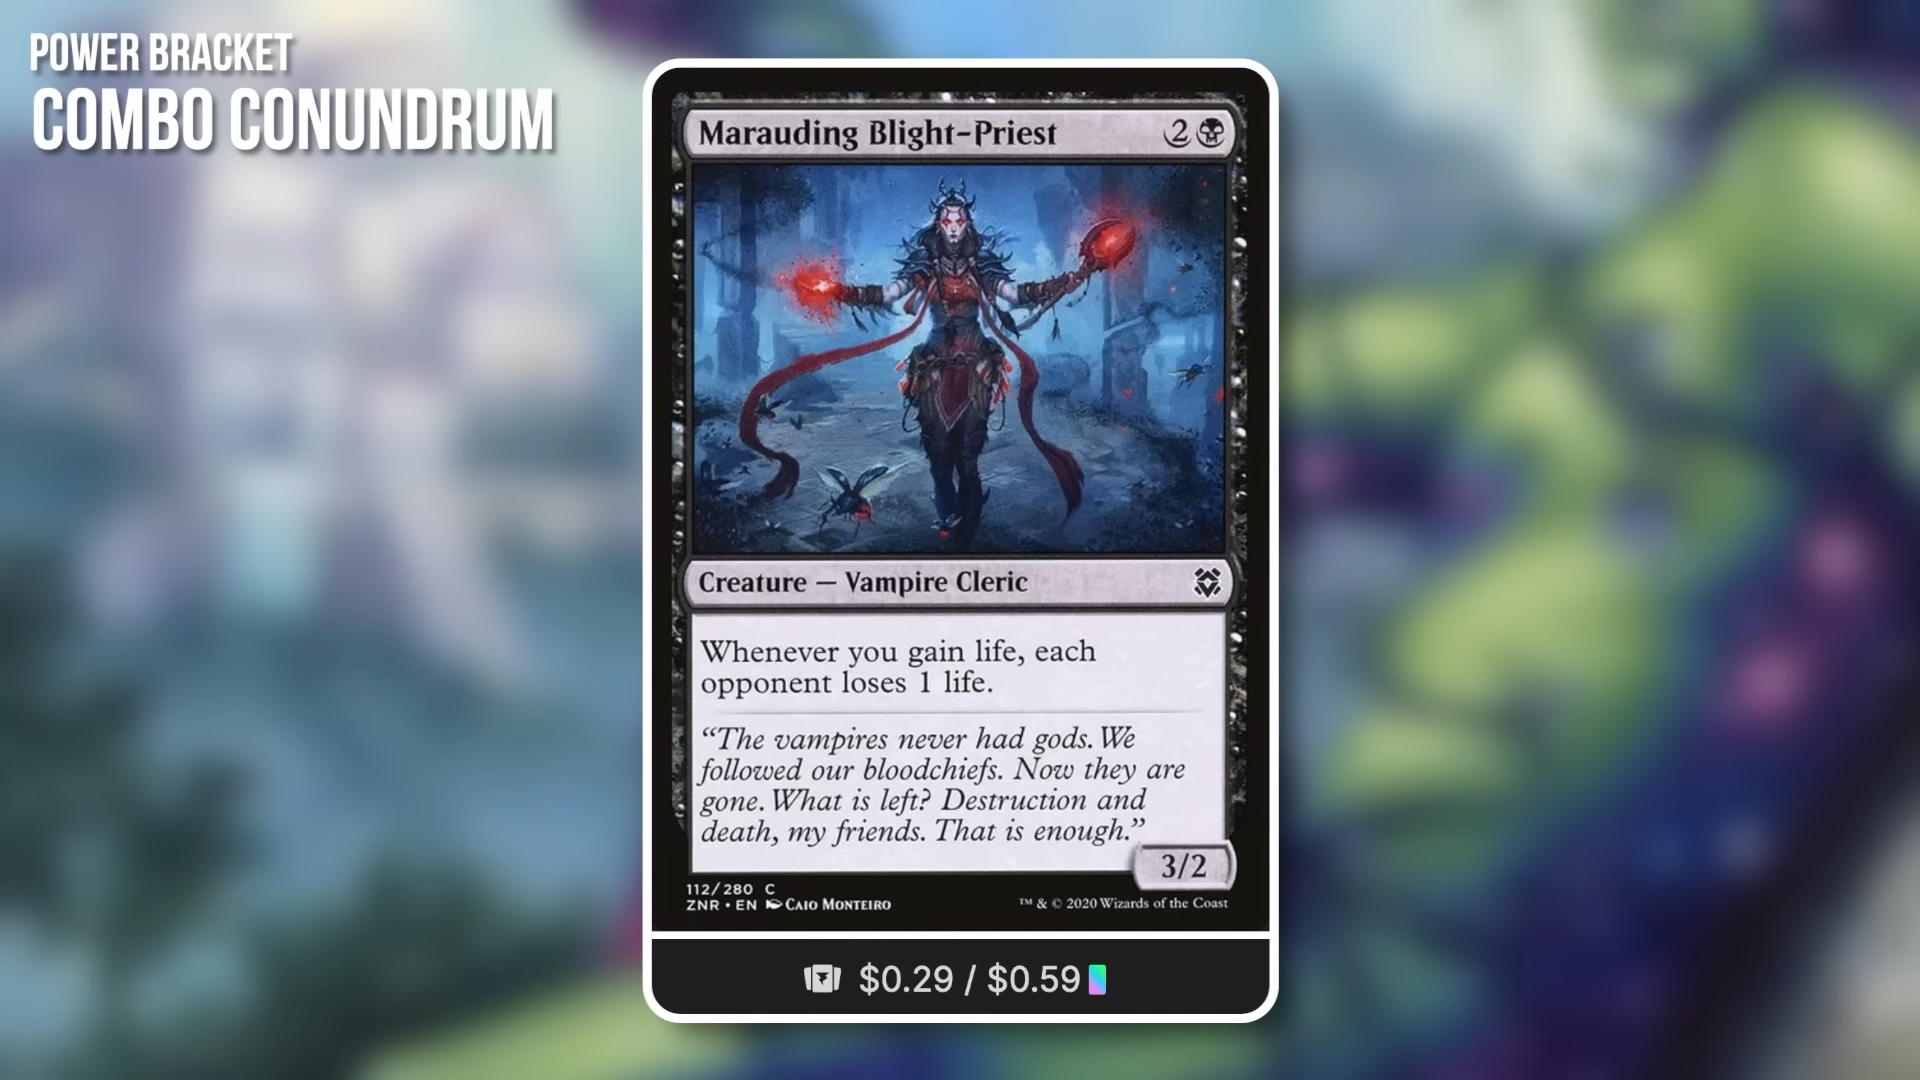 POWER BRACKET
COMBO CONUNDRUM
Marauding Blight-Priest 2
Creature — Vampire Cleric
Whenever you gain life, each
opponent loses 1 life.
“The vampires never had gods. We
followed our bloodchiefs. Now they are
gone. What is left? Destruction and
death, my friends. That is enough.”
3/2
112/280 C
ZNR • EN CAIO MONTEIRO
™ & © 2020 Wizards of the Coast
$0.29 / $0.59